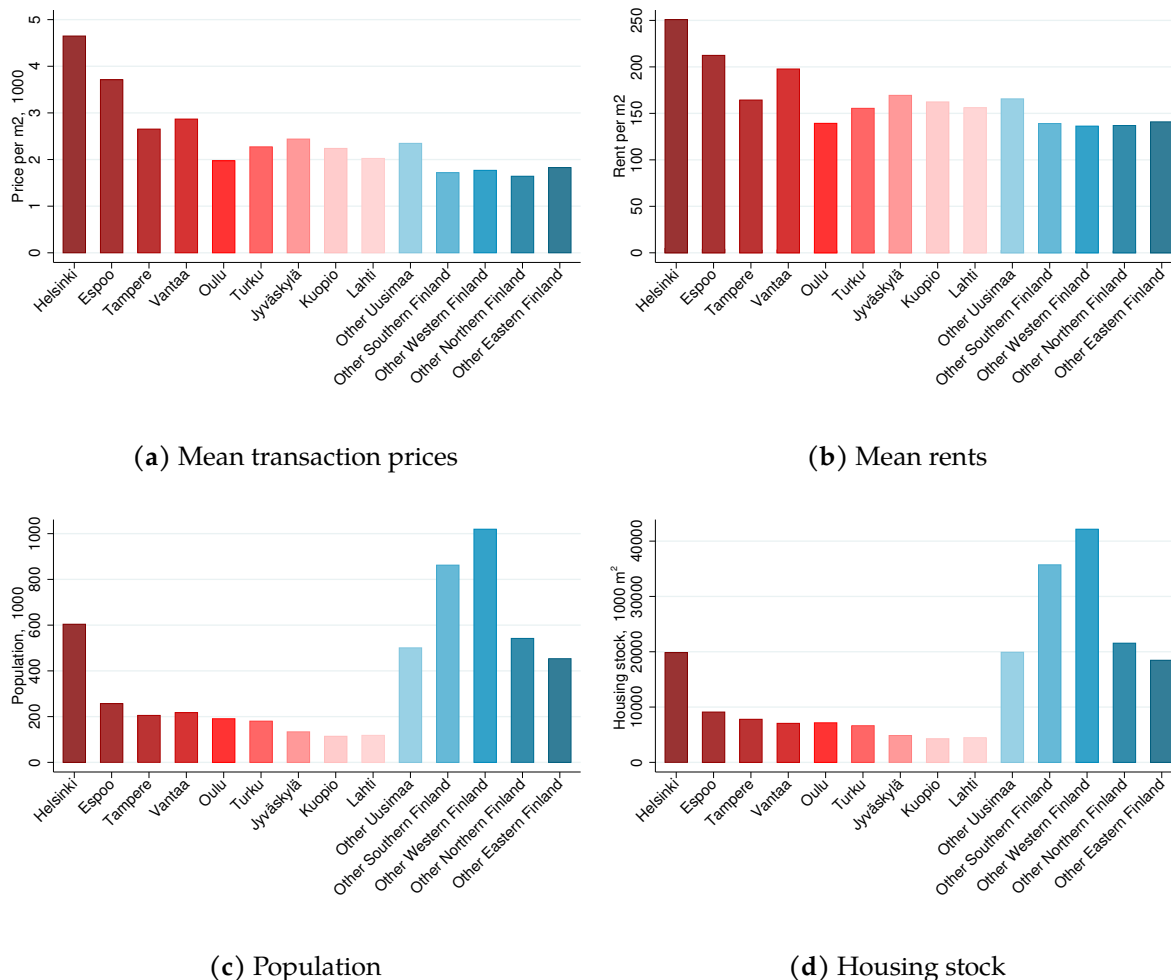 Price per m2, 1000
0
1
2
3
4
5
Helsinki
Espoo
Tampere
Vantaa
Oulu
Turku
Jyväskylä
Kuopio
Lahti
Other Uusimaa
Other Southern Finland
Other Western Finland
Other Northern Finland
Other Eastern Finland
(a) Mean transaction prices
Rent per m2
0
50
100
150
200
250
Helsinki
Espoo
Tampere
Vantaa
Oulu
Turku
Jyväskylä
Kuopio
Lahti
Other Uusimaa
Other Southern Finland
Other Western Finland
Other Northern Finland
Other Eastern Finland
(b) Mean rents
Population, 1000
0
200
400
600
800
1000
Helsinki
Espoo
Tampere
Vantaa
Oulu
Turku
Jyväskylä
Kuopio
Lahti
Other Uusimaa
Other Southern Finland
Other Western Finland
Other Northern Finland
Other Eastern Finland
(c) Population
Housing stock, 1000 m²
0
10000
20000
30000
40000
Helsinki
Espoo
Tampere
Vantaa
Oulu
Turku
Jyväskylä
Kuopio
Lahti
Other Uusimaa
Other Southern Finland
Other Western Finland
Other Northern Finland
Other Eastern Finland
(d) Housing stock